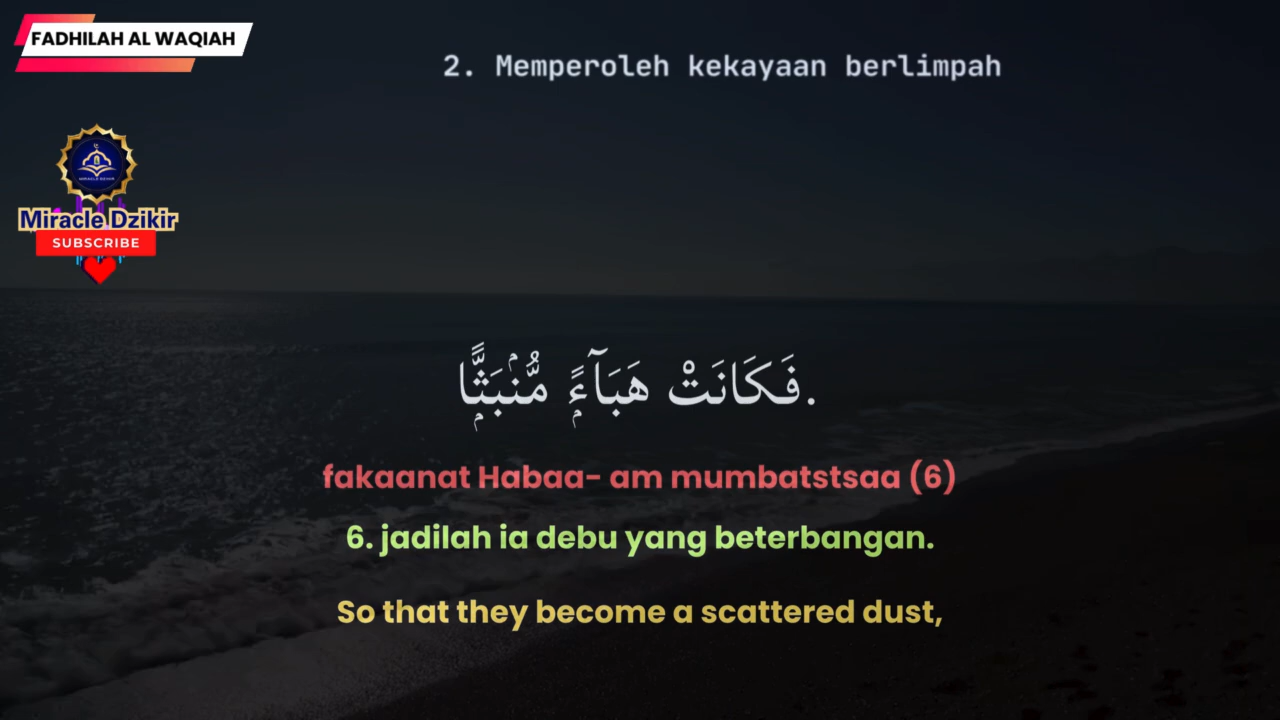 FADHILAH AL WAQIAH
2. Memperoleh kekayaan berlimpah
Miracle Dzikir
SUBSCRIBE
فَكَانَتْ هَبَآءًۭ مُّنۢبَثًّۭا.
fakaanat Habaa- am mumbatstsaa (6)
6. jadilah ia debu yang beterbangan.
So that they become a scattered dust,